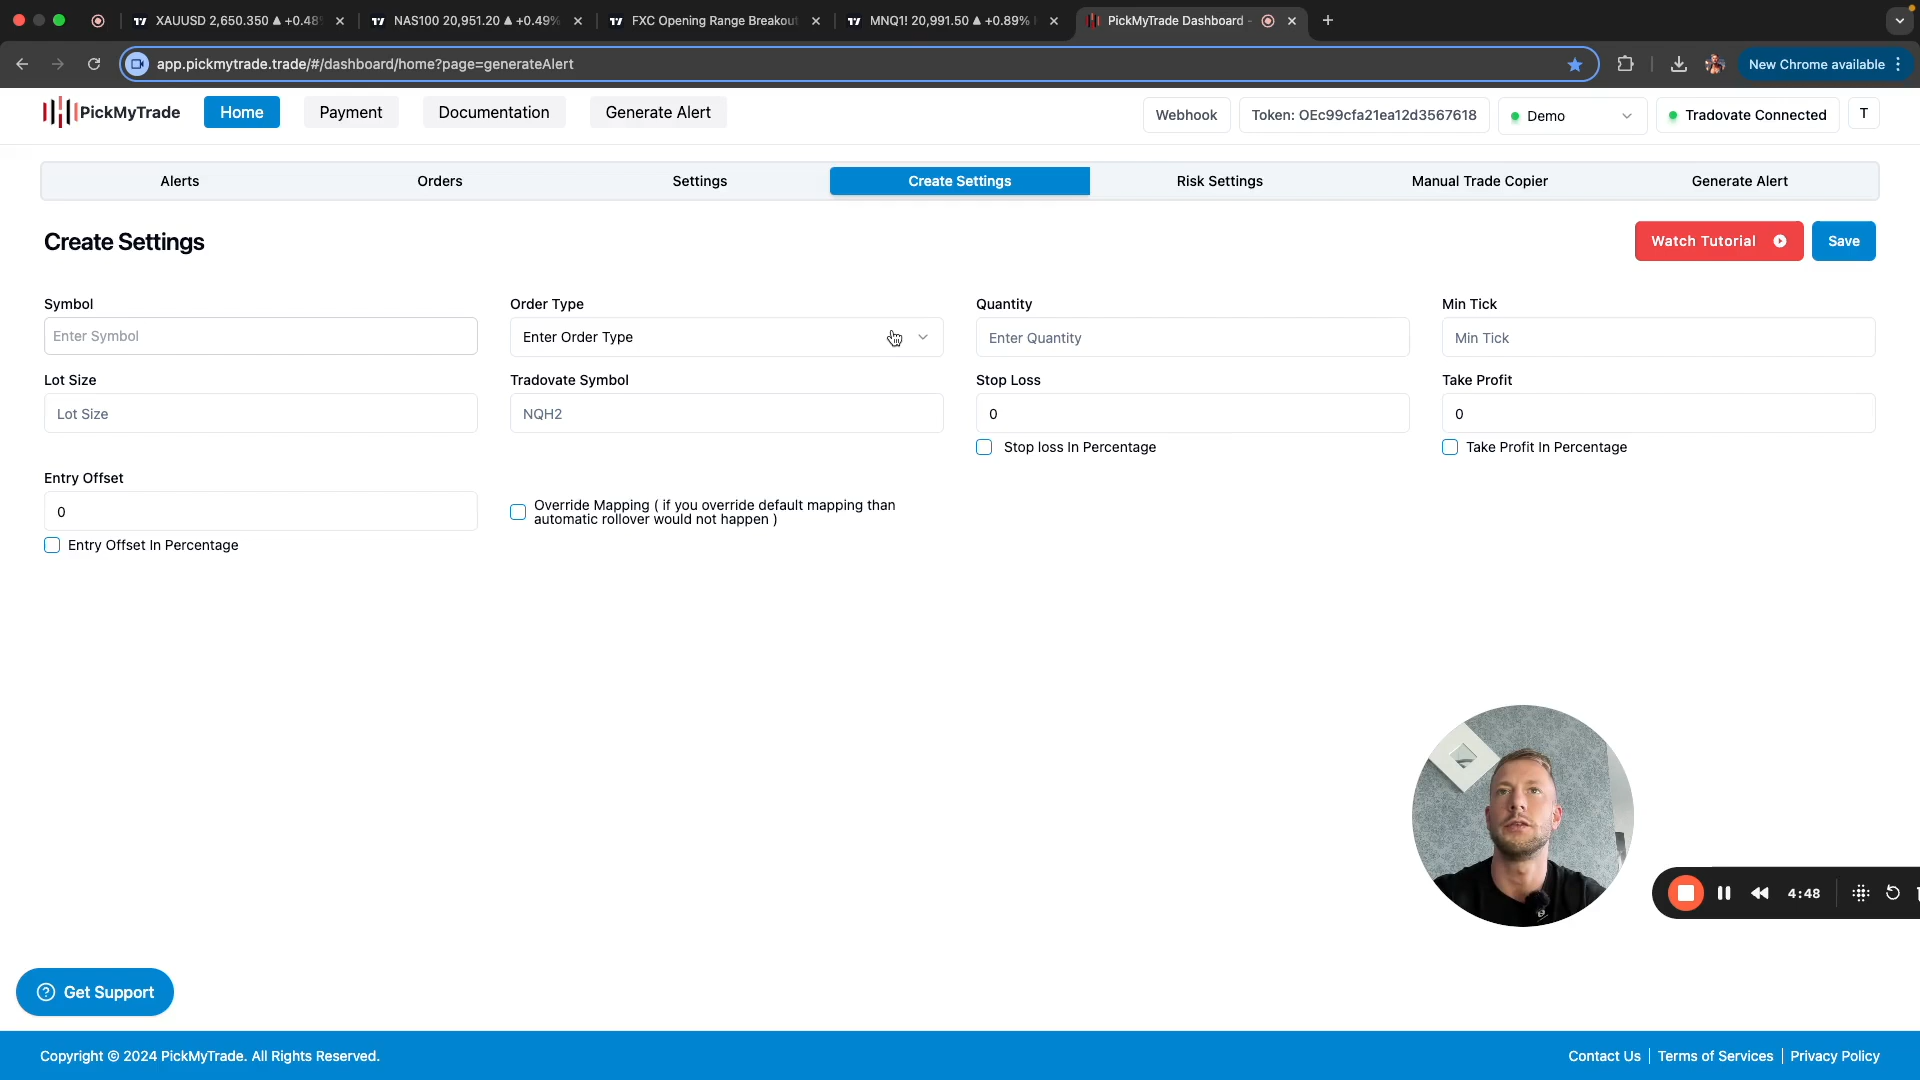 XAUUSD 2,650.350 ▲ +0.48
NAS100 20,951.20 ▲ +0.49%
FXC Opening Range Breakout
MNQ1! 20,991.50 ▲ +0.89%
PickMyTrade Dashboard -
app.pickmytrade.trade/#/dashboard/home?page=generateAlert
New Chrome available
PickMyTrade
Home
Payment
Documentation
Generate Alert
Webhook
Token: OEc99cfa21ea12d3567618
Demo
Tradovate Connected
T
Alerts
Orders
Settings
Create Settings
Risk Settings
Manual Trade Copier
Generate Alert
Create Settings
Watch Tutorial
Save
Symbol
Order Type
Quantity
Min Tick
Enter Symbol
Enter Order Type
Enter Quantity
Min Tick
Lot Size
Tradovate Symbol
Stop Loss
Take Profit
Lot Size
NQH2
0
0
Stop loss In Percentage
Take Profit In Percentage
Entry Offset
0
Override Mapping ( if you override default mapping than
automatic rollover would not happen )
Entry Offset In Percentage
4:48
Get Support
Copyright © 2024 PickMyTrade. All Rights Reserved.
Contact Us
Terms of Services
Privacy Policy